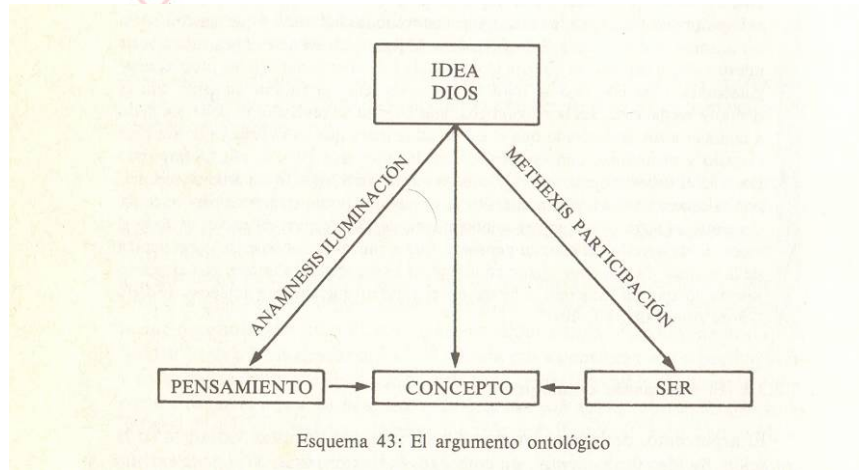 IDEA
DIOS
ANAMNESIS ILUMINACIÓN
METHEXIS PARTICIPACIÓN
PENSAMIENTO
CONCEPTO
SER
Esquema 43: El argumento ontológico